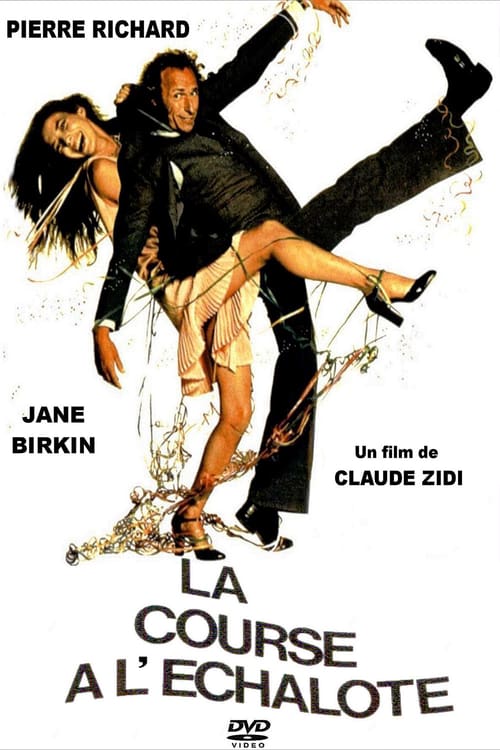 PIERRE RICHARD
JANE
BIRKIN
Un film de
CLAUDE ZIDI
LA
COURSE
A L'ECHALOTE
DVD
VIDEO